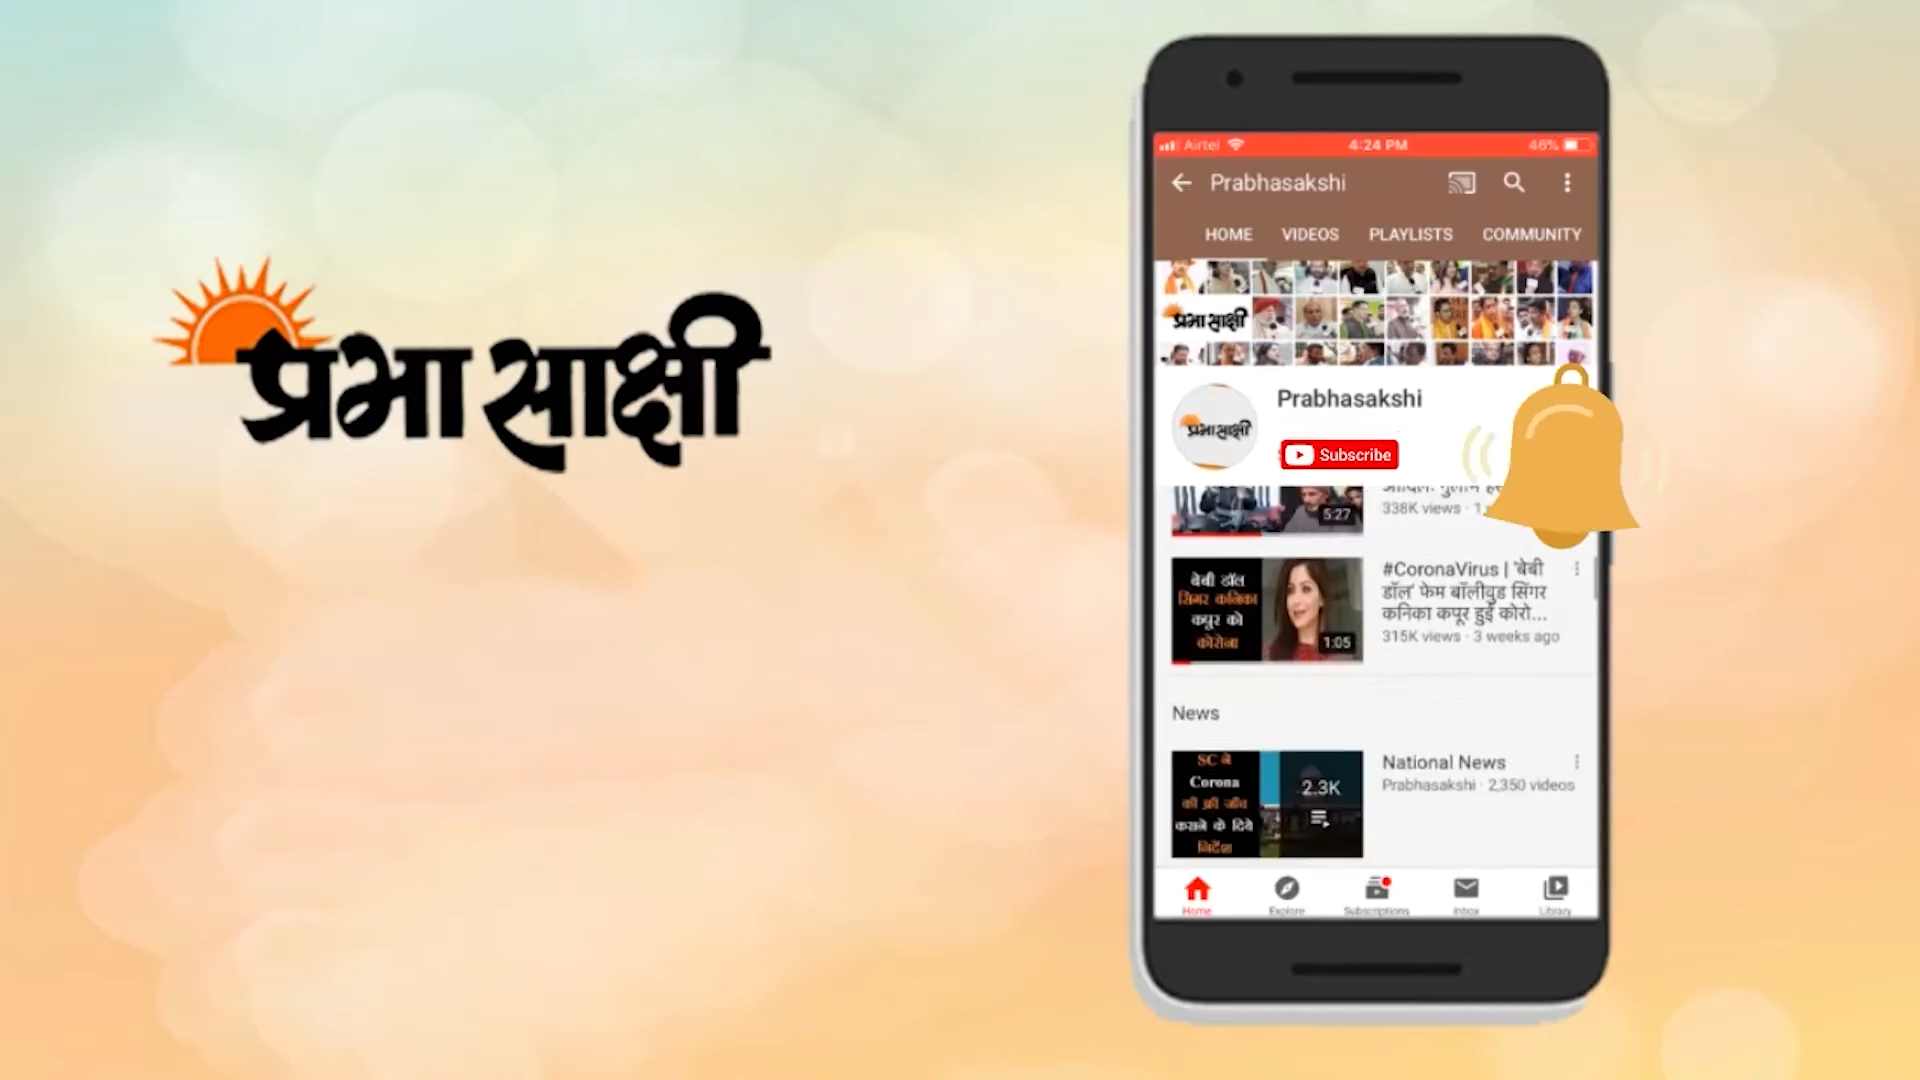 प्रभासाक्षी
Airtel 4:24 PM 46%
Prabhasakshi
HOME VIDEOS PLAYLISTS COMMUNITY
प्रभासाक्षी
Prabhasakshi
प्रभासाक्षी
Subscribe
5:27
338K views
बेबी डॉल
सिंगर कनिका
कपूर को
कोरोना
1:05
#CoronaVirus | 'बेबी
डॉल' फेम बॉलीवुड सिंगर
कनिका कपूर हुईं कोरो...
315K views · 3 weeks ago
News
SC ने
Corona
की फ्री जाँच
कराने के दिये
निर्देश
2.3K
National News
Prabhasakshi · 2,350 videos
Home Explore Subscriptions Inbox Library